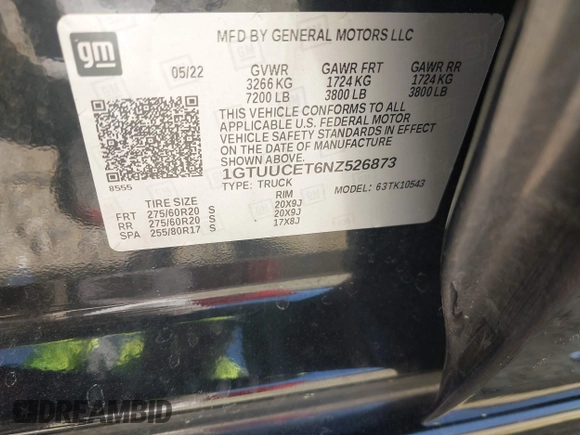 gm
MFD BY GENERAL MOTORS LLC
05/22 GVWR GAWR FRT GAWR RR
3266 KG 1724 KG 1724 KG
7200 LB 3800 LB 3800 LB
THIS VEHICLE CONFORMS TO ALL
APPLICABLE U.S. FEDERAL MOTOR
VEHICLE SAFETY STANDARDS IN EFFECT
ON THE DATE OF MANUFACTURE
SHOWN ABOVE.
1GTUUCET6NZ526873
8555
TYPE: TRUCK MODEL: 63TK10543
TIRE SIZE RIM
FRT 275/60R20 S 20X9J
RR 275/60R20 S 20X9J
SPA 255/80R17 S 17X8J
DREAMBID